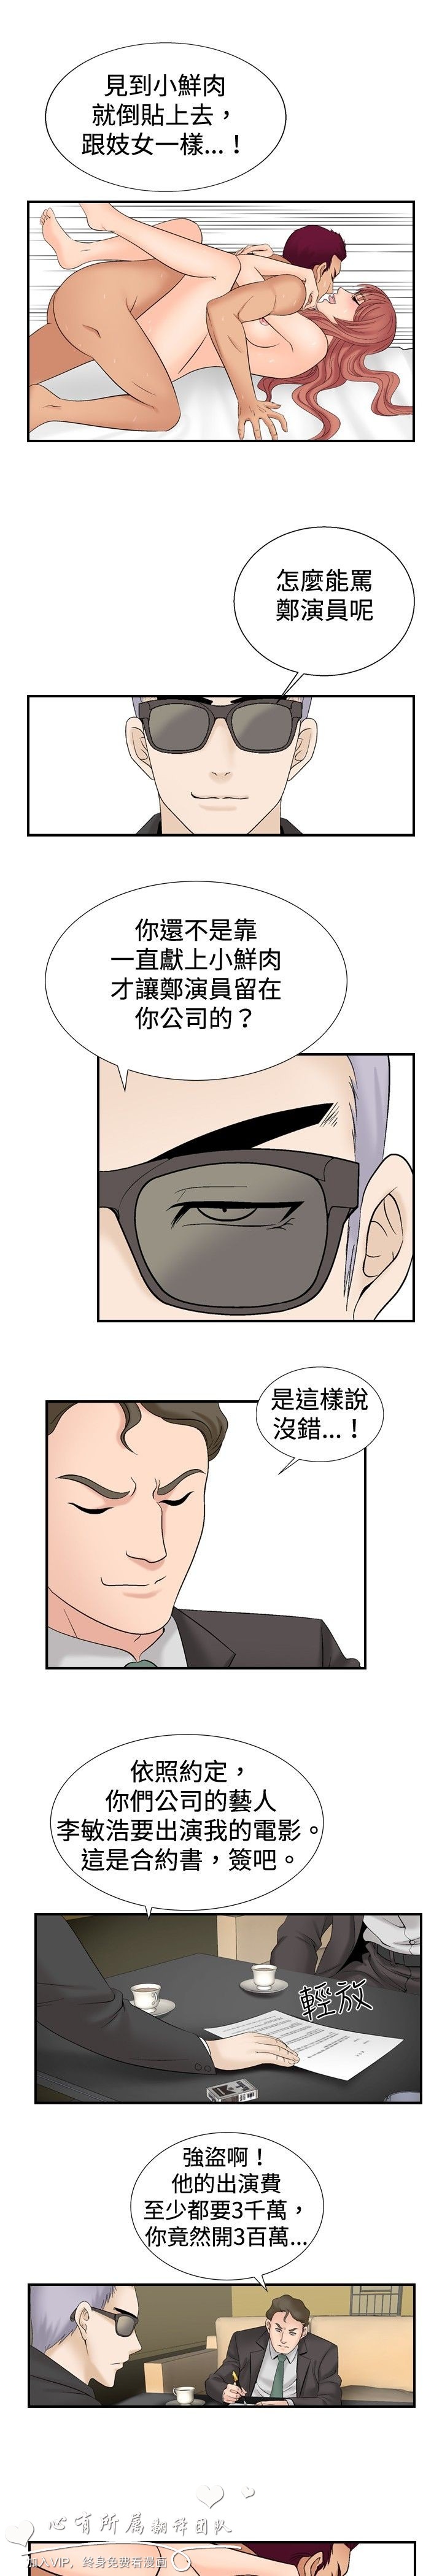 見到小鮮肉
就倒貼上去，
跟妓女一樣...！
怎麼能罵
鄭演員呢
你還不是靠
一直獻上小鮮肉
才讓鄭演員留在
你公司的？
是這樣說
沒錯...！
依照約定，
你們公司的藝人
李敏浩要出演我的電影。
這是合約書，簽吧。
輕放
強盜啊！
他的出演費
至少都要3千萬，
你竟然開3百萬...
心有所属翻译团队
加入VIP，终身免费看漫画